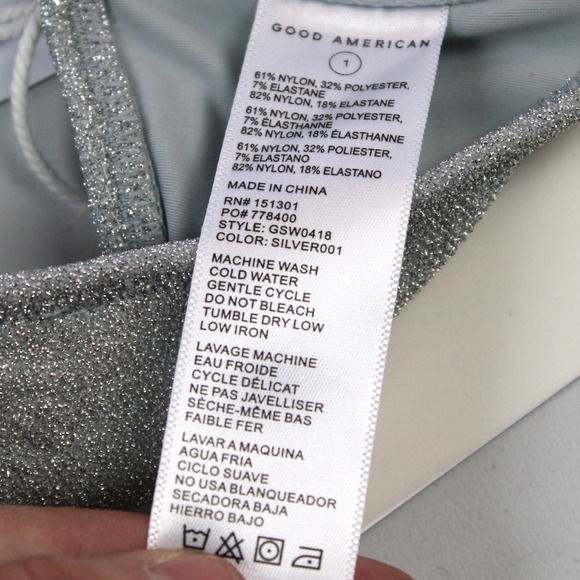 GOOD AMERICAN
1
61% NYLON, 32% POLYESTER,
7% ELASTANE
82% NYLON, 18% ELASTANE
61% NYLON, 32% POLYMER,
7% ÉLASTHANNE
82% NYLON, 18% ÉLASTHANNE
61% NYLON, 32% POLIESTER,
7% ELASTANO
82% NYLON, 18% ELASTANO
MADE IN CHINA
RN# 151301
PO# 778400
STYLE: GSW0418
COLOR: SILVER001
MACHINE WASH
COLD WATER
GENTLE CYCLE
DO NOT BLEACH
TUMBLE DRY LOW
LOW IRON
LAVAGE MACHINE
EAU FROIDE
CYCLE DÉLICAT
NE PAS JAVELLISER
SÈCHE-MÊME BAS
FAIBLE FER
LAVAR A MAQUINA
AGUA FRIA
CICLO SUAVE
NO USA BLANQUEADOR
SECADORA BAJA
HIERRO BAJO